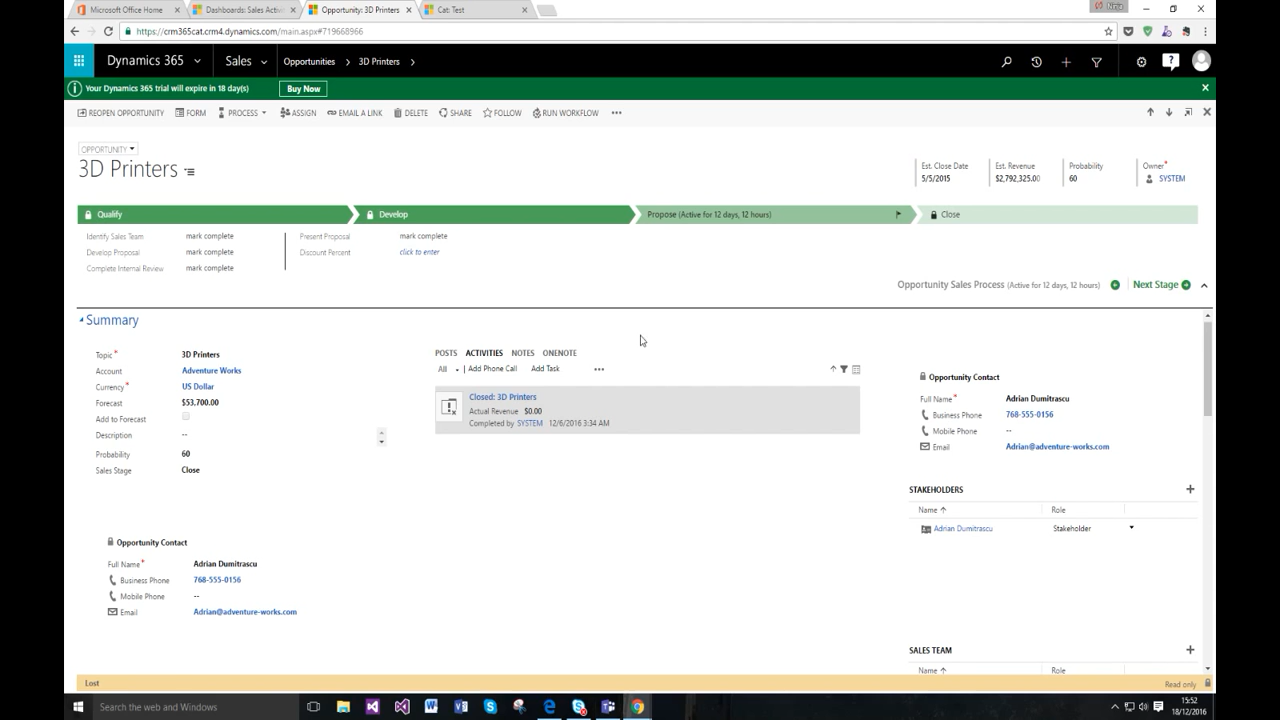 Microsoft Office Home
Dashboards: Sales Activi
Opportunity: 3D Printers
Cat: Test
Ninja
https://crm365cat.crm4.dynamics.com/main.aspx#719668966
Dynamics 365
Sales
Opportunities > 3D Printers >
Your Dynamics 365 trial will expire in 18 day(s)
Buy Now
REOPEN OPPORTUNITY
FORM
PROCESS
ASSIGN
EMAIL A LINK
DELETE
SHARE
FOLLOW
RUN WORKFLOW
OPPORTUNITY
3D Printers
Est. Close Date
5/5/2015
Est. Revenue
$2,792,325.00
Probability
60
Owner*
SYSTEM
Qualify
Develop
Propose (Active for 12 days, 12 hours)
Close
Identify Sales Team mark complete
Develop Proposal mark complete
Complete Internal Review mark complete
Present Proposal mark complete
Discount Percent click to enter
Opportunity Sales Process (Active for 12 days, 12 hours)
Next Stage
Summary
Topic* 3D Printers
Account Adventure Works
Currency* US Dollar
Forecast $53,700.00
Add to Forecast
Description --
Probability 60
Sales Stage Close
Opportunity Contact
Full Name* Adrian Dumitrascu
Business Phone 768-555-0156
Mobile Phone --
Email Adrian@adventure-works.com
POSTS ACTIVITIES NOTES ONENOTE
All Add Phone Call Add Task
Closed: 3D Printers
Actual Revenue $0.00
Completed by SYSTEM 12/6/2016 3:34 AM
Opportunity Contact
Full Name* Adrian Dumitrascu
Business Phone 768-555-0156
Mobile Phone --
Email Adrian@adventure-works.com
STAKEHOLDERS
Name Role
Adrian Dumitrascu Stakeholder
SALES TEAM
Name Role
Lost
Read only
Search the web and Windows
15:52
18/12/2016